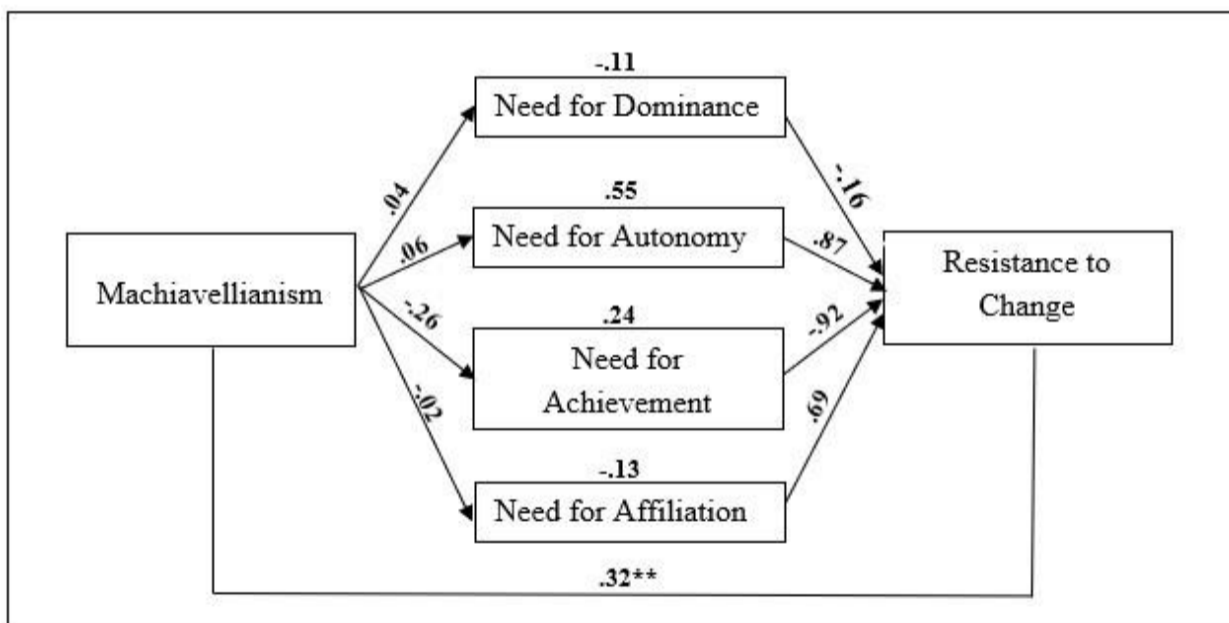 -.11
Need for Dominance
.04
-.16
.55
Need for Autonomy
.06
.87
Machiavellianism
Resistance to
Change
-.26
.24
-.92
Need for
Achievement
-.02
.69
-.13
Need for Affiliation
.32**